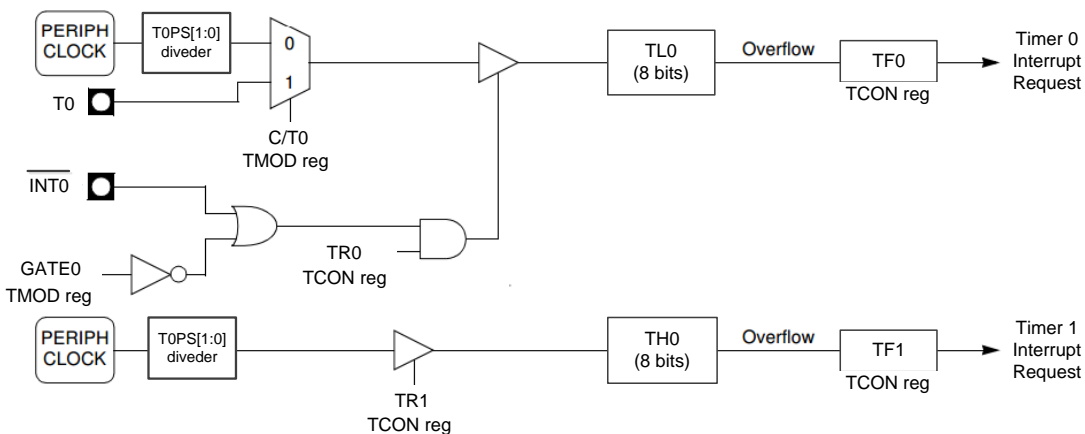 PERIPH
CLOCK
T0PS[1:0]
diveder
0
1
T0
C/T0
TMOD reg
TL0
(8 bits)
Overflow
TF0
TCON reg
Timer 0
Interrupt
Request
INT0
GATE0
TMOD reg
TR0
TCON reg
PERIPH
CLOCK
T0PS[1:0]
diveder
TR1
TCON reg
TH0
(8 bits)
Overflow
TF1
TCON reg
Timer 1
Interrupt
Request